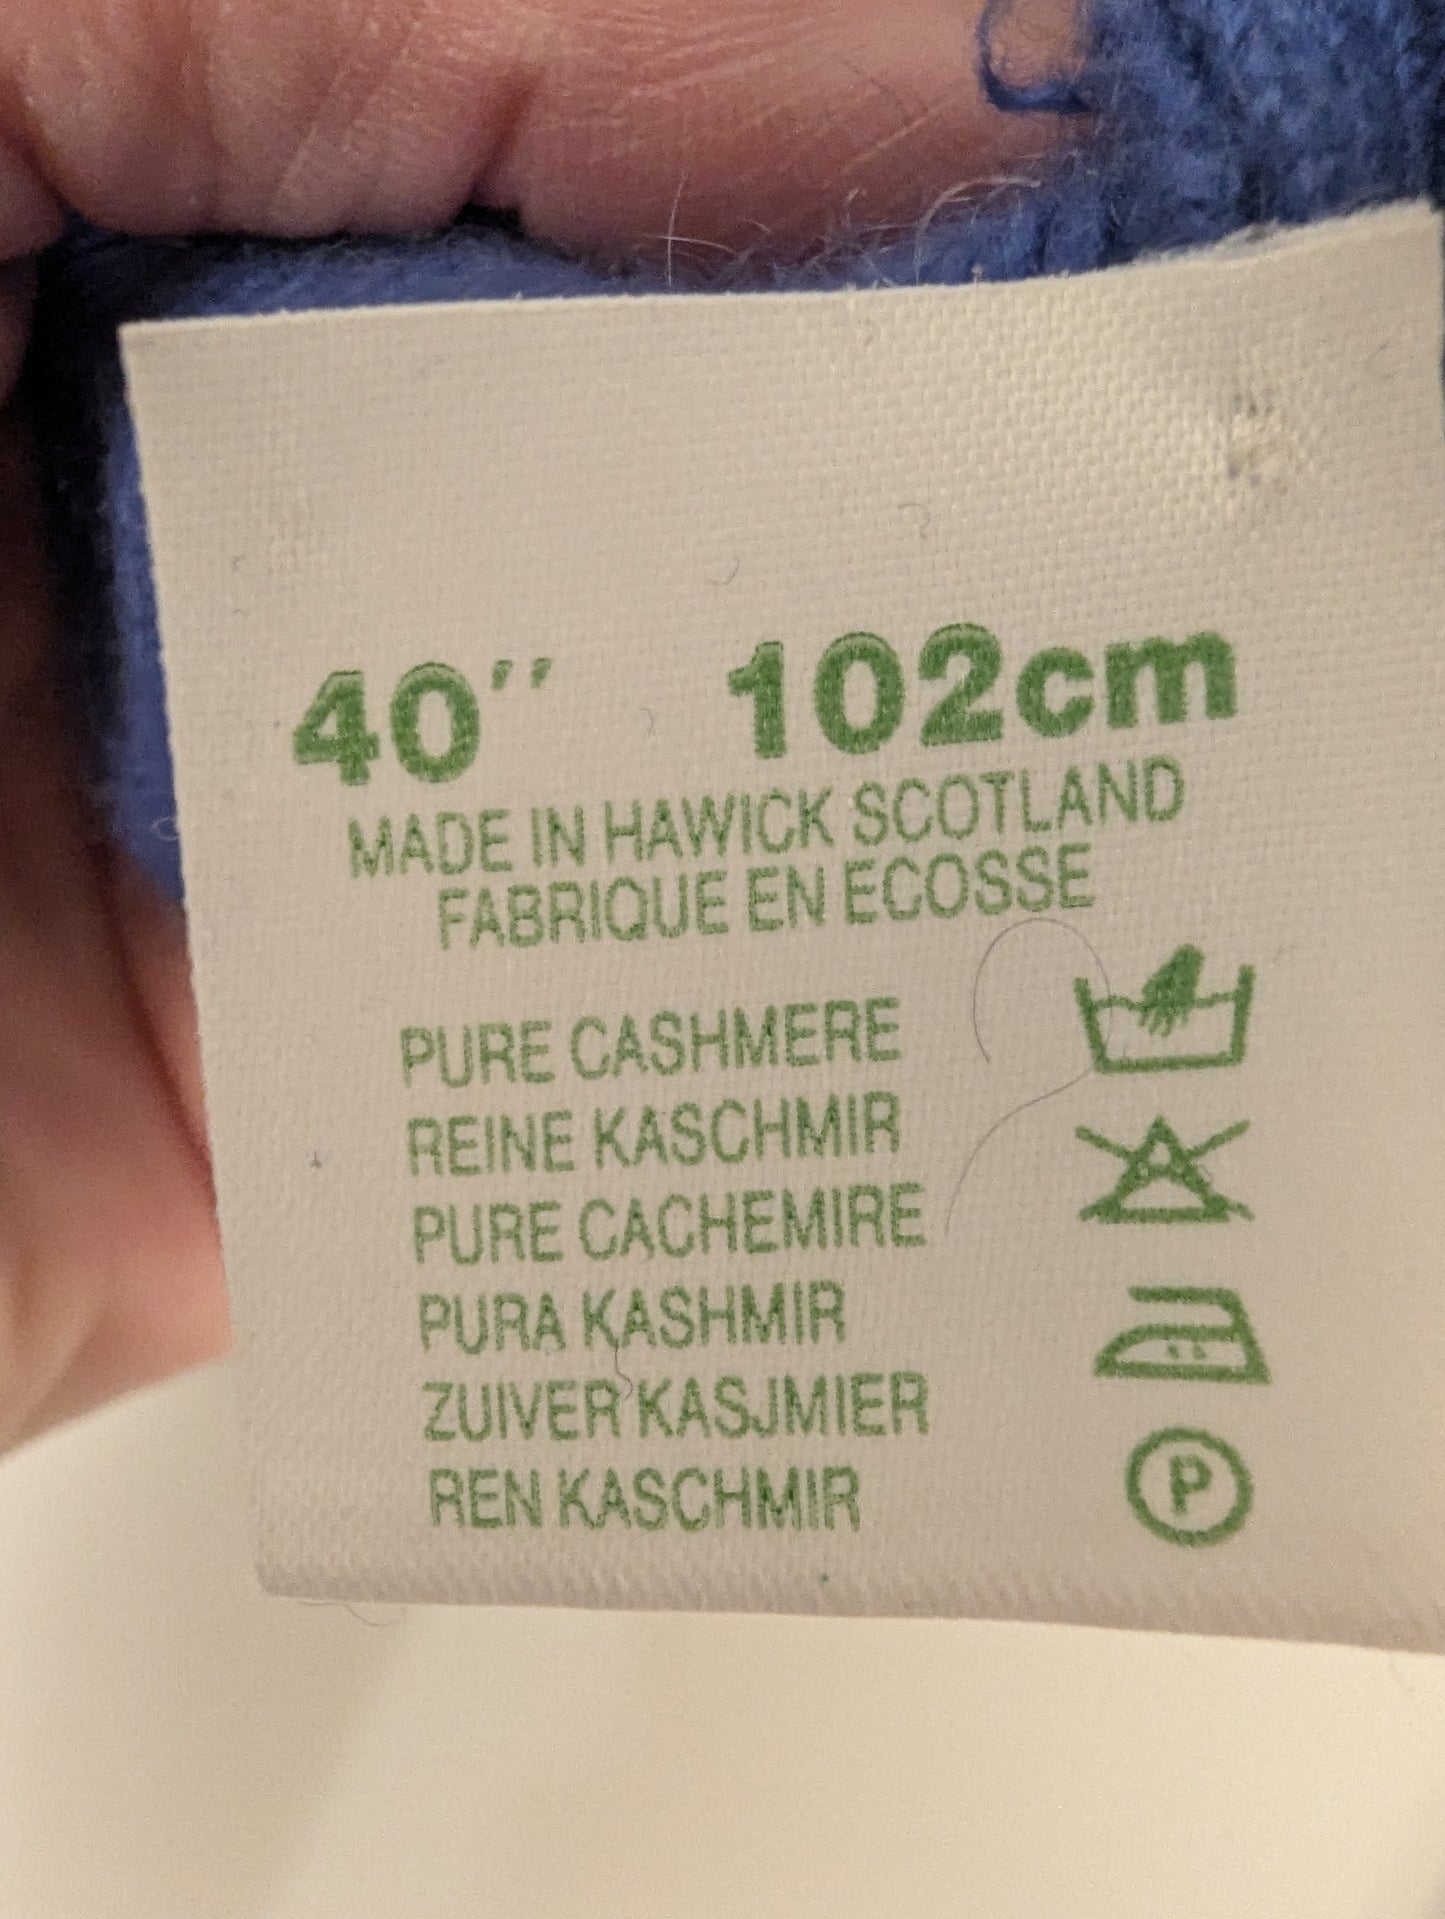 40" 102cm
MADE IN HAWICK SCOTLAND
FABRIQUE EN ECOSSE
PURE CASHMERE
REINE KASCHMIR
PURE CACHEMIRE
PURA KASHMIR
ZUIVER KASJMIER
REN KASCHMIR
P